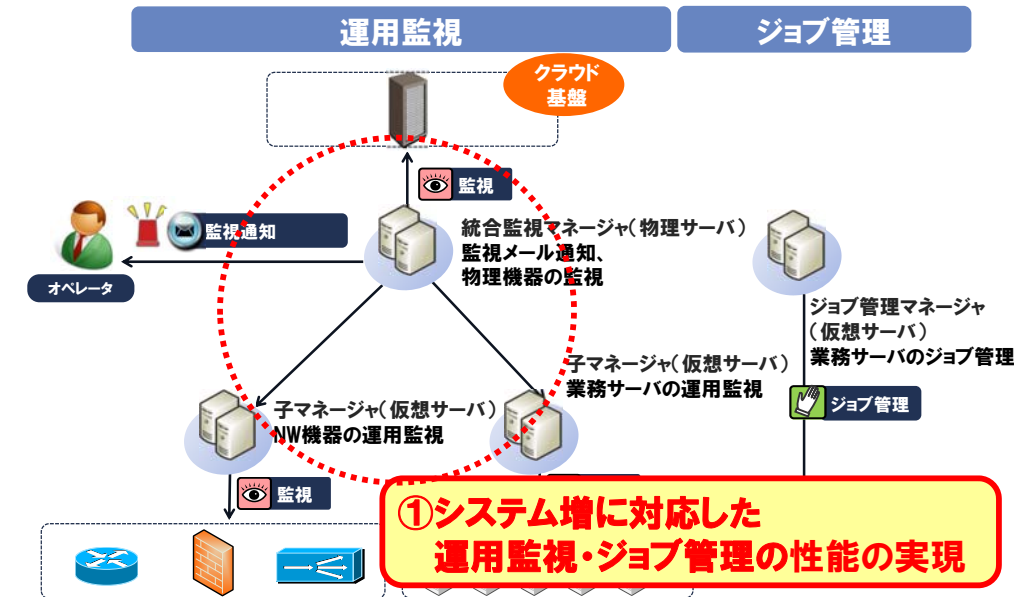 運用監視
ジョブ管理
クラウド
基盤
監視
監視通知
オペレータ
統合監視マネージャ(物理サーバ)
監視メール通知、
物理機器の監視
ジョブ管理マネージャ
(仮想サーバ)
業務サーバのジョブ管理
子マネージャ(仮想サーバ)
業務サーバの運用監視
子マネージャ(仮想サーバ)
NW機器の運用監視
ジョブ管理
監視
①システム増に対応した
運用監視・ジョブ管理の性能の実現